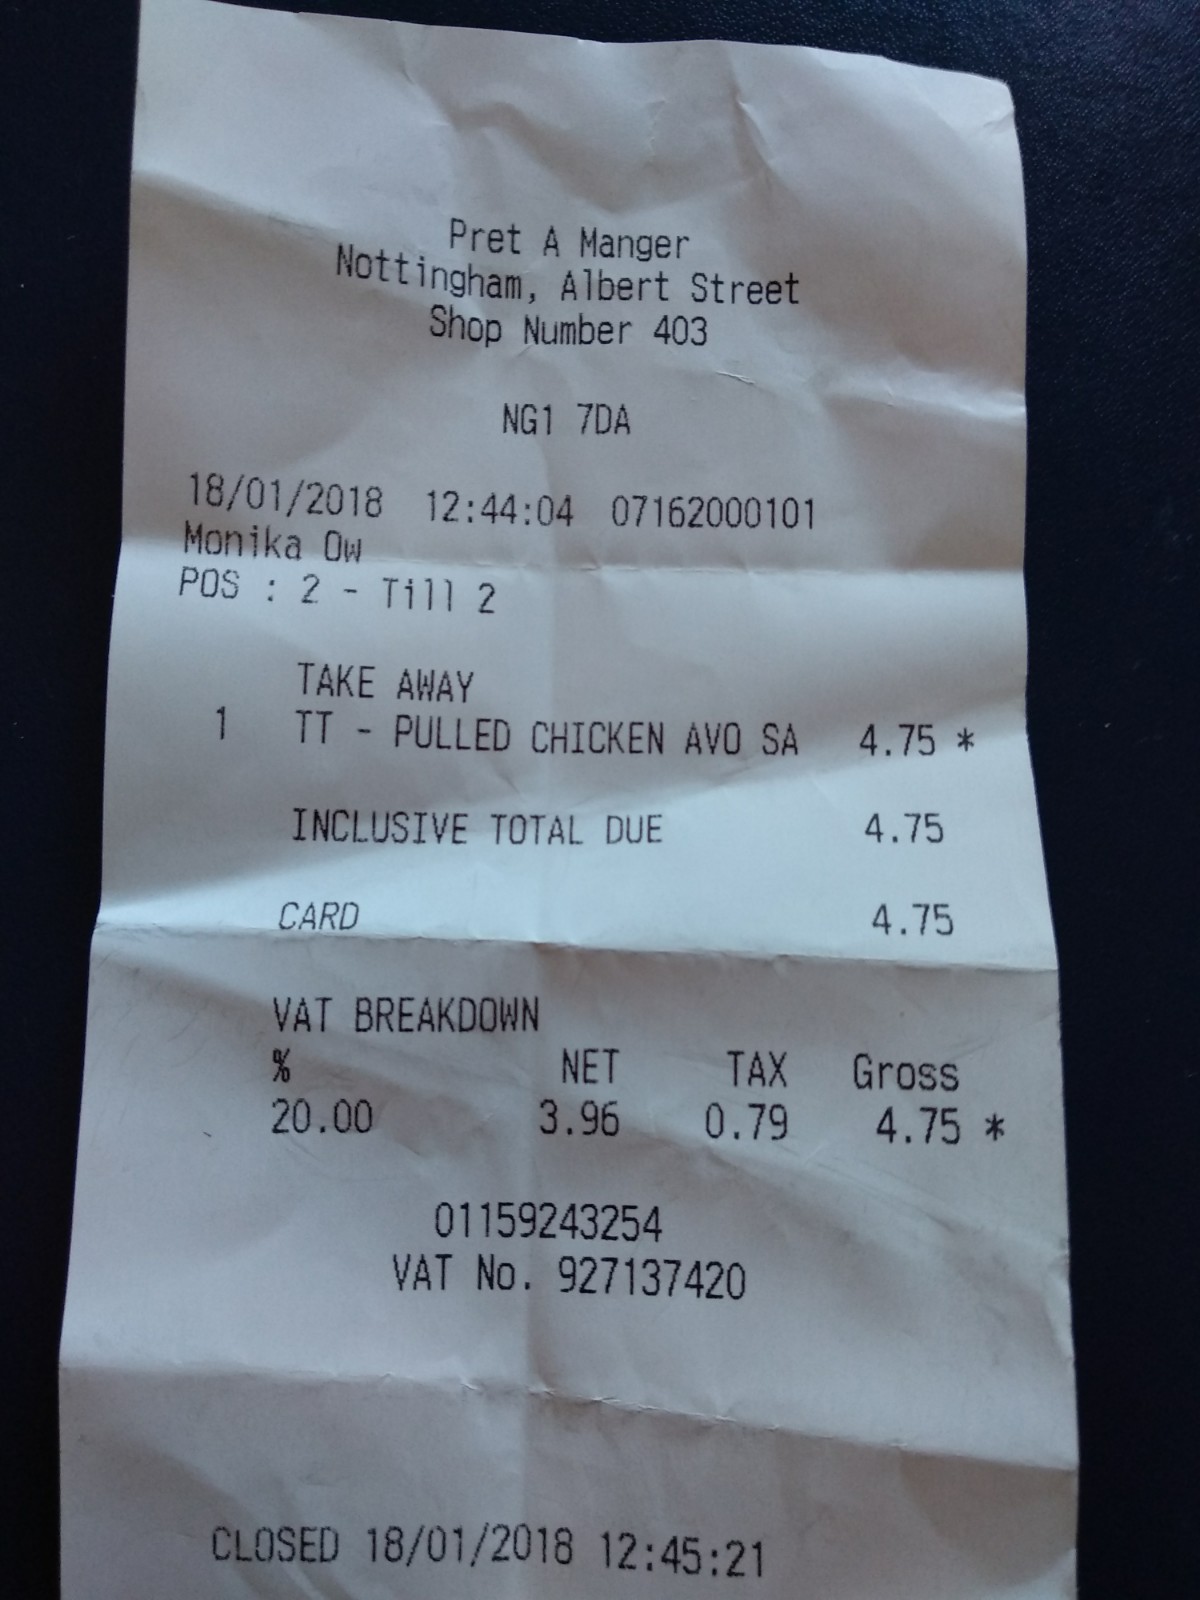 Pret A Manger
Nottingham, Albert Street
Shop Number 403
NG1 7DA
18/01/2018 12:44:04 07162000101
Monika Ow
POS : 2 - Till 2
TAKE AWAY
1 TT - PULLED CHICKEN AVO SA 4.75 *
INCLUSIVE TOTAL DUE 4.75
CARD 4.75
VAT BREAKDOWN
% NET TAX Gross
20.00 3.96 0.79 4.75 *
01159243254
VAT No. 927137420
CLOSED 18/01/2018 12:45:21